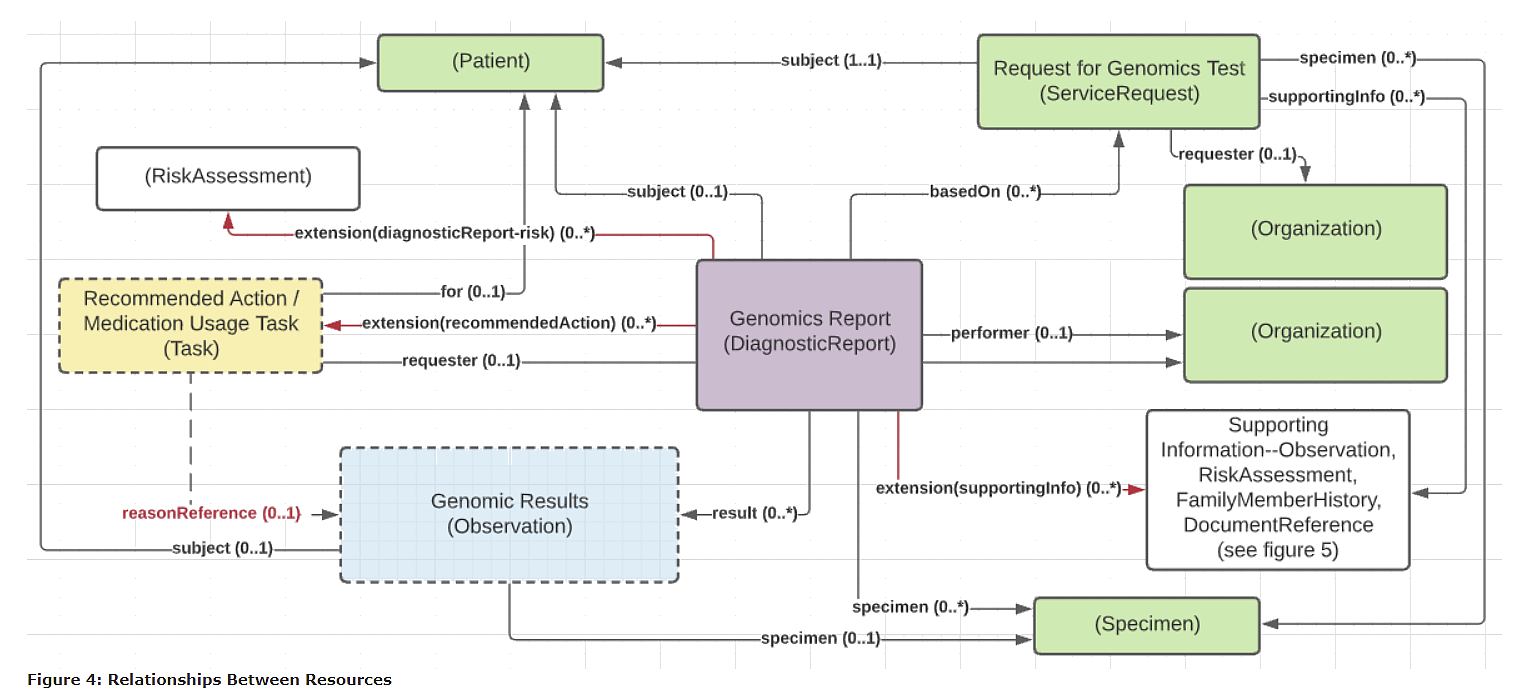 (Patient)
subject (1..1)
Request for Genomics Test
(ServiceRequest)
specimen (0..*)
supportingInfo (0..*)
requester (0..1)
(RiskAssessment)
subject (0..1)
basedOn (0..*)
(Organization)
extension(diagnosticReport-risk) (0..*)
Recommended Action /
Medication Usage Task
(Task)
for (0..1)
extension(recommendedAction) (0..*)
requester (0..1)
Genomics Report
(DiagnosticReport)
performer (0..1)
(Organization)
Supporting
Information--Observation,
RiskAssessment,
FamilyMemberHistory,
DocumentReference
(see figure 5)
extension(supportingInfo) (0..*)
Genomic Results
(Observation)
result (0..*)
reasonReference (0..1)
subject (0..1)
specimen (0..*)
specimen (0..1)
(Specimen)
Figure 4: Relationships Between Resources